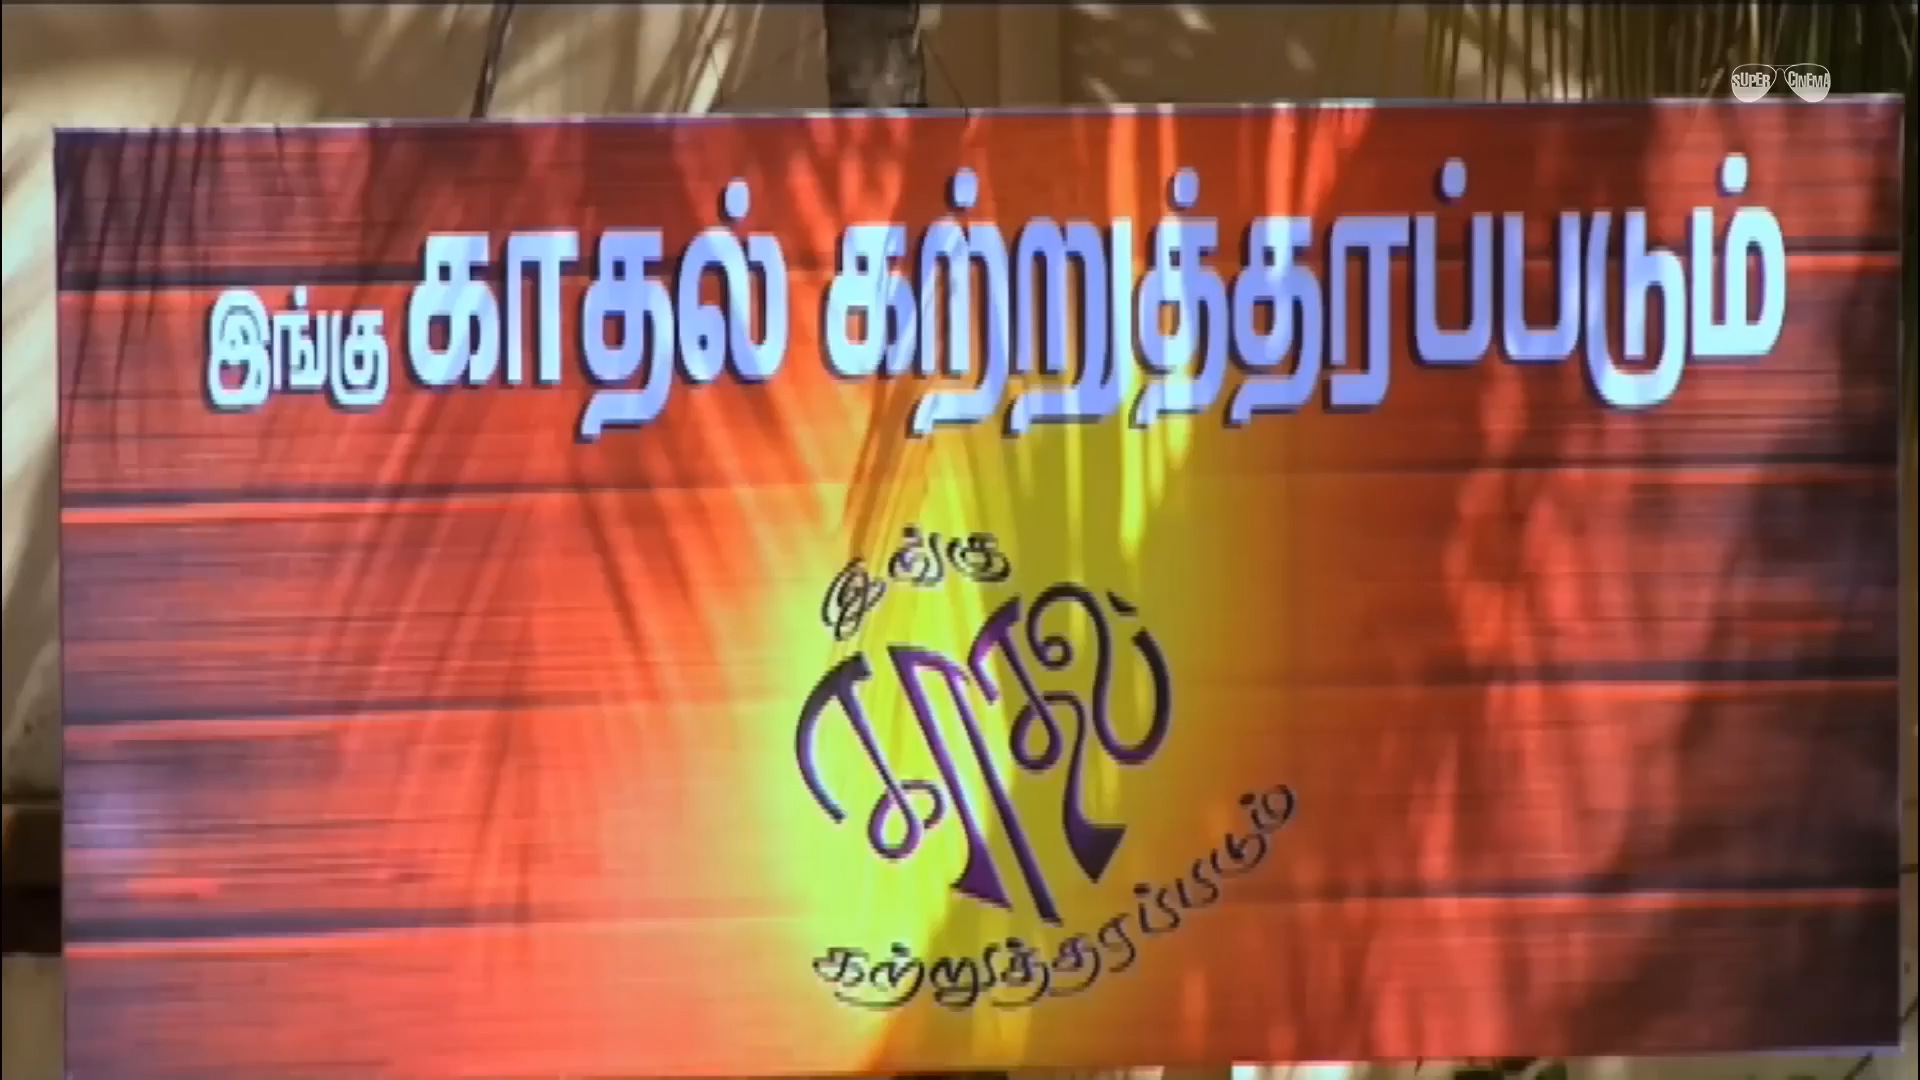 SUPER CINEMA
இங்கு காதல் கற்றுத்தரப்படும்
இங்கு
காதல்
கற்றுத்தரப்படும்